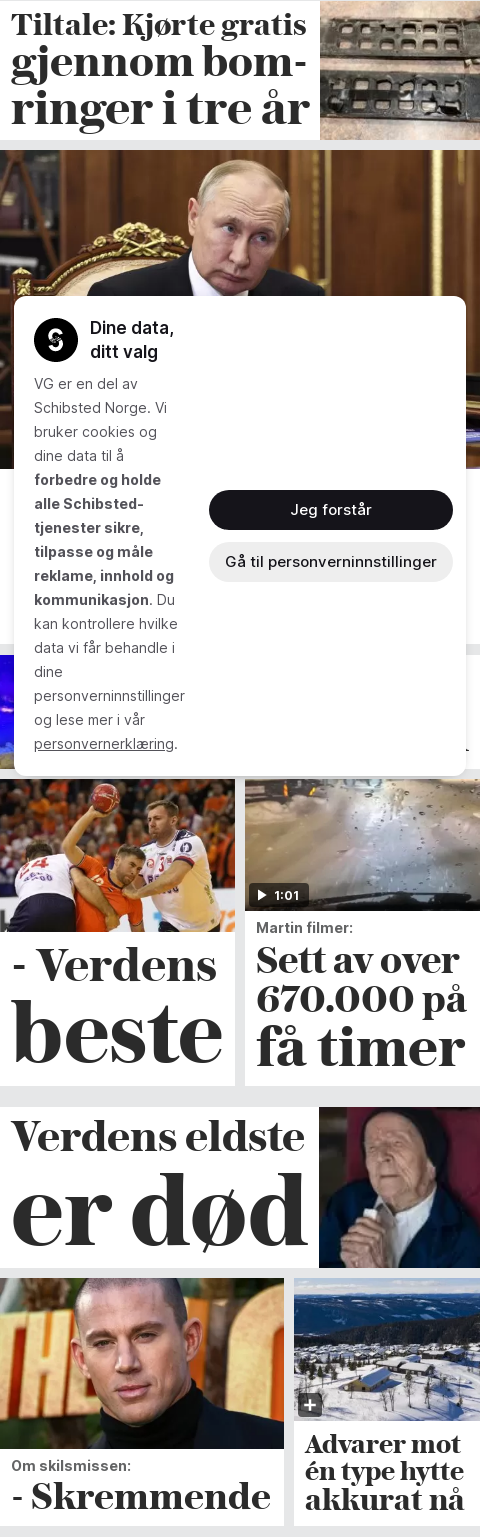 Tiltale: Kjørte gratis
gjennom bom-
ringer i tre år
Dine data,
ditt valg
VG er en del av
Schibsted Norge. Vi
bruker cookies og
dine data til å
forbedre og holde
alle Schibsted-
tjenester sikre,
tilpasse og måle
reklame, innhold og
kommunikasjon. Du
kan kontrollere hvilke
data vi får behandle i
dine
personverninnstillinger
og lese mer i vår
personvernerklæring.
Jeg forstår
Gå til personverninnstillinger
- Verdens
beste
1:01
Martin filmer:
Sett av over
670.000 på
få timer
Verdens eldste
er død
Om skilsmissen:
- Skremmende
Advarer mot
én type hytte
akkurat nå